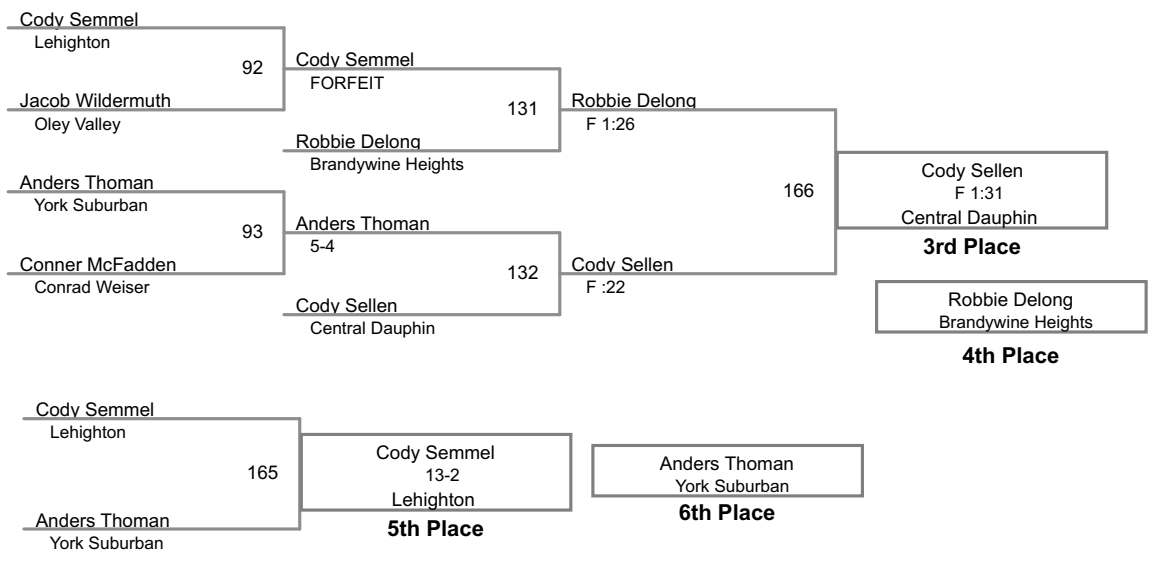 Cody Semmel
Lehighton
92
Jacob Wildermuth
Oley Valley
Cody Semmel
FORFEIT
131
Robbie Delong
Brandywine Heights
Anders Thoman
York Suburban
93
Conner McFadden
Conrad Weiser
Anders Thoman
5-4
132
Cody Sellen
Central Dauphin
Robbie Delong
F 1:26
166
Cody Sellen
F :22
Cody Sellen
F 1:31
Central Dauphin
3rd Place
Robbie Delong
Brandywine Heights
4th Place
Cody Semmel
Lehighton
165
Anders Thoman
York Suburban
Cody Semmel
13-2
Lehighton
5th Place
Anders Thoman
York Suburban
6th Place